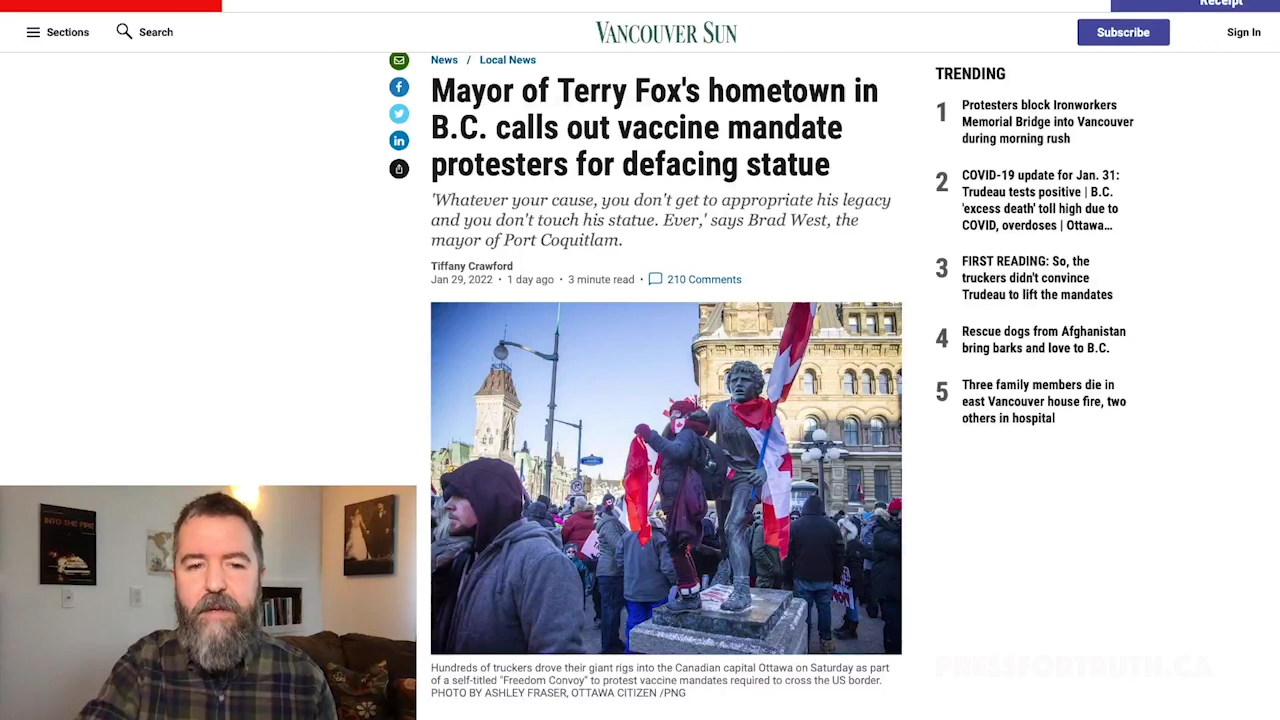 Receipt
Sections
Search
VANCOUVER SUN
Subscribe
Sign In
News / Local News
Mayor of Terry Fox's hometown in
B.C. calls out vaccine mandate
protesters for defacing statue
'Whatever your cause, you don't get to appropriate his legacy
and you don't touch his statue. Ever,' says Brad West, the
mayor of Port Coquitlam.
Tiffany Crawford
Jan 29, 2022 • 1 day ago • 3 minute read • 210 Comments
Hundreds of truckers drove their giant rigs into the Canadian capital Ottawa on Saturday as part
of a self-titled "Freedom Convoy" to protest vaccine mandates required to cross the US border.
PHOTO BY ASHLEY FRASER, OTTAWA CITIZEN /PNG
TRENDING
1
Protesters block Ironworkers
Memorial Bridge into Vancouver
during morning rush
2
COVID-19 update for Jan. 31:
Trudeau tests positive | B.C.
'excess death' toll high due to
COVID, overdoses | Ottawa...
3
FIRST READING: So, the
truckers didn't convince
Trudeau to lift the mandates
4
Rescue dogs from Afghanistan
bring barks and love to B.C.
5
Three family members die in
east Vancouver house fire, two
others in hospital
INTO THE FIRE
PRESSFORTRUTH.CA